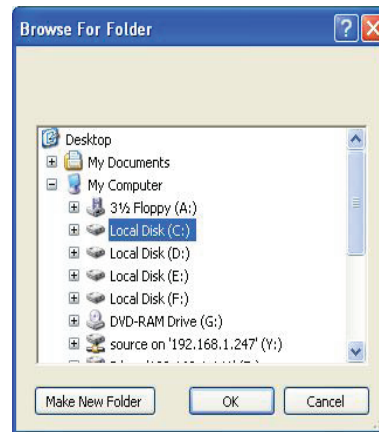 Browse For Folder
Desktop
My Documents
My Computer
3½ Floppy (A:)
Local Disk (C:)
Local Disk (D:)
Local Disk (E:)
Local Disk (F:)
DVD-RAM Drive (G:)
source on '192.168.1.247' (Y:)
Make New Folder
OK
Cancel